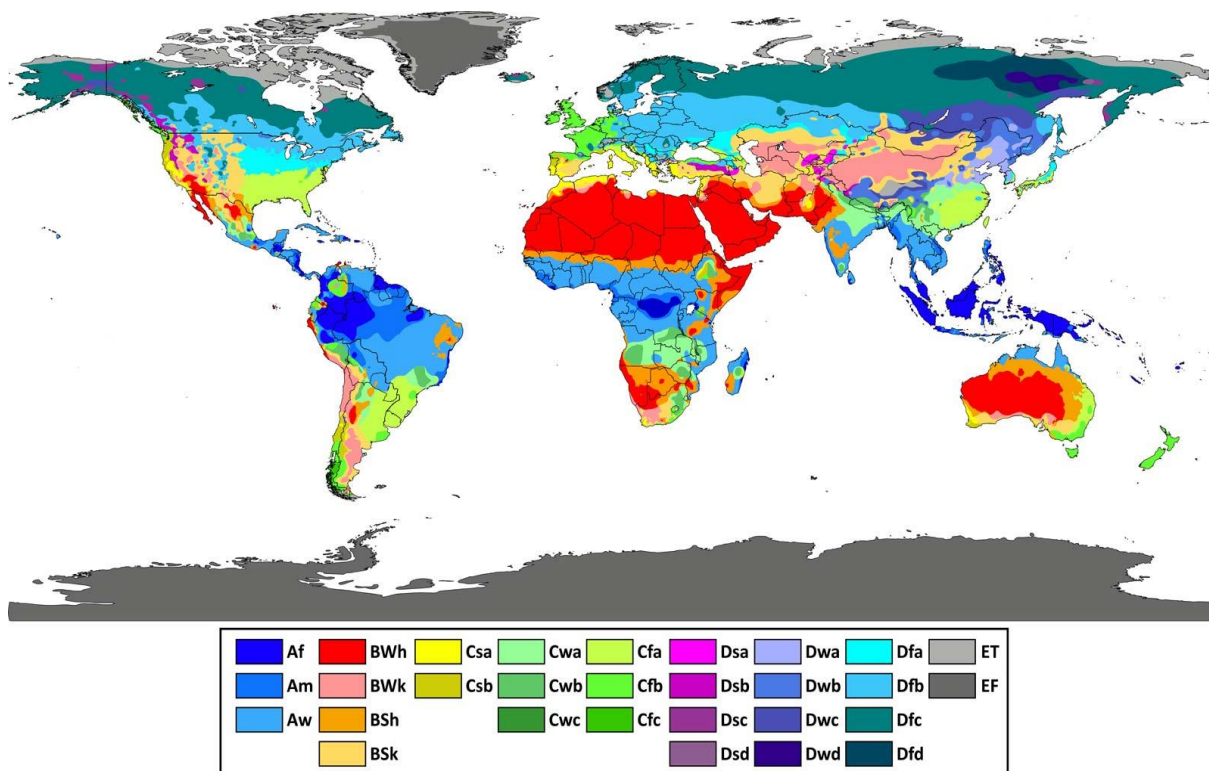 Af BWh Csa Cwa Cfa Dsa Dwa Dfa ET
Am BWk Csb Cwb Cfb Dsb Dwb Dfb EF
Aw BSh Cwc Cfc Dsc Dwc Dfc
BSk Dsd Dwd Dfd